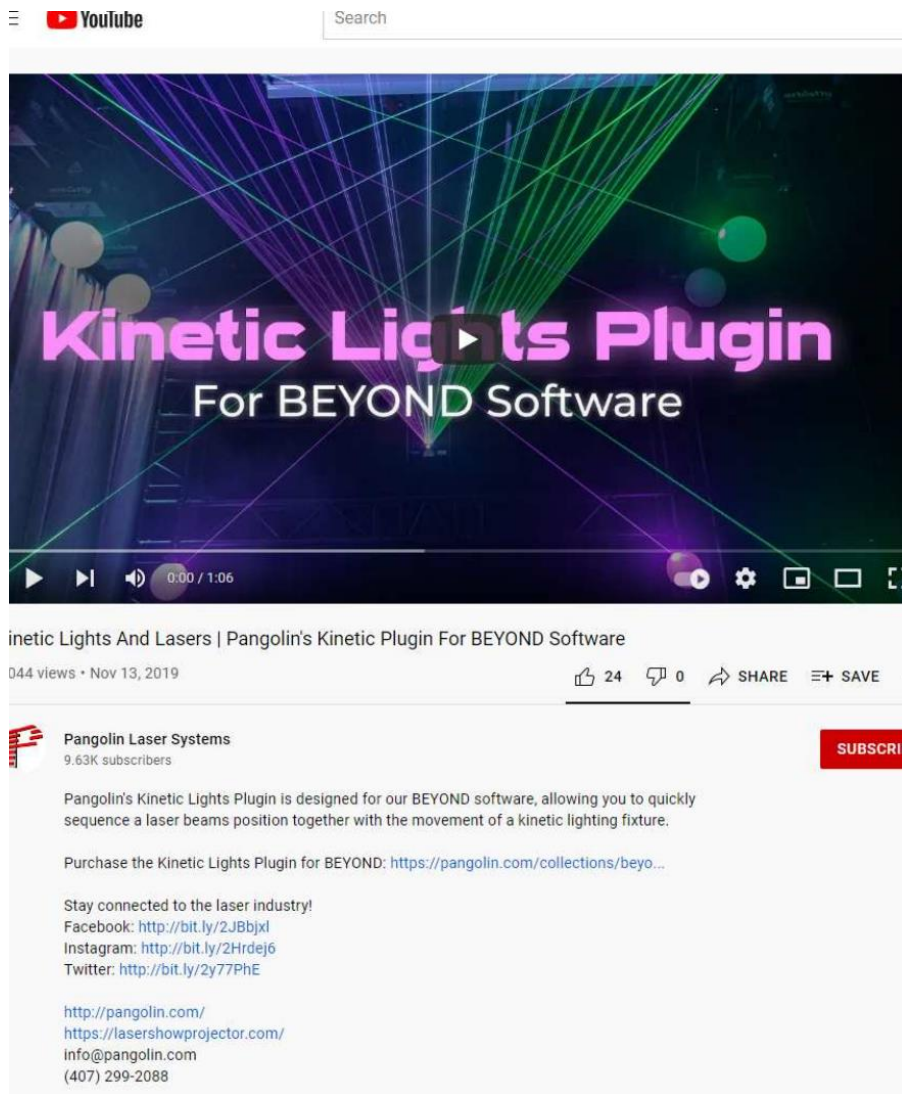 YouTube
Search
Kinetic Lights Plugin
For BEYOND Software
0:00 / 1:06
inetic Lights And Lasers | Pangolin's Kinetic Plugin For BEYOND Software
044 views • Nov 13, 2019
24 0 SHARE SAVE
Pangolin Laser Systems
SUBSCRI
9.63K subscribers
Pangolin's Kinetic Lights Plugin is designed for our BEYOND software, allowing you to quickly
sequence a laser beams position together with the movement of a kinetic lighting fixture.
Purchase the Kinetic Lights Plugin for BEYOND: https://pangolin.com/collections/beyo...
Stay connected to the laser industry!
Facebook: http://bit.ly/2JBbjxl
Instagram: http://bit.ly/2Hrdej6
Twitter: http://bit.ly/2y77PhE
http://pangolin.com/
https://lasershowprojector.com/
info@pangolin.com
(407) 299-2088